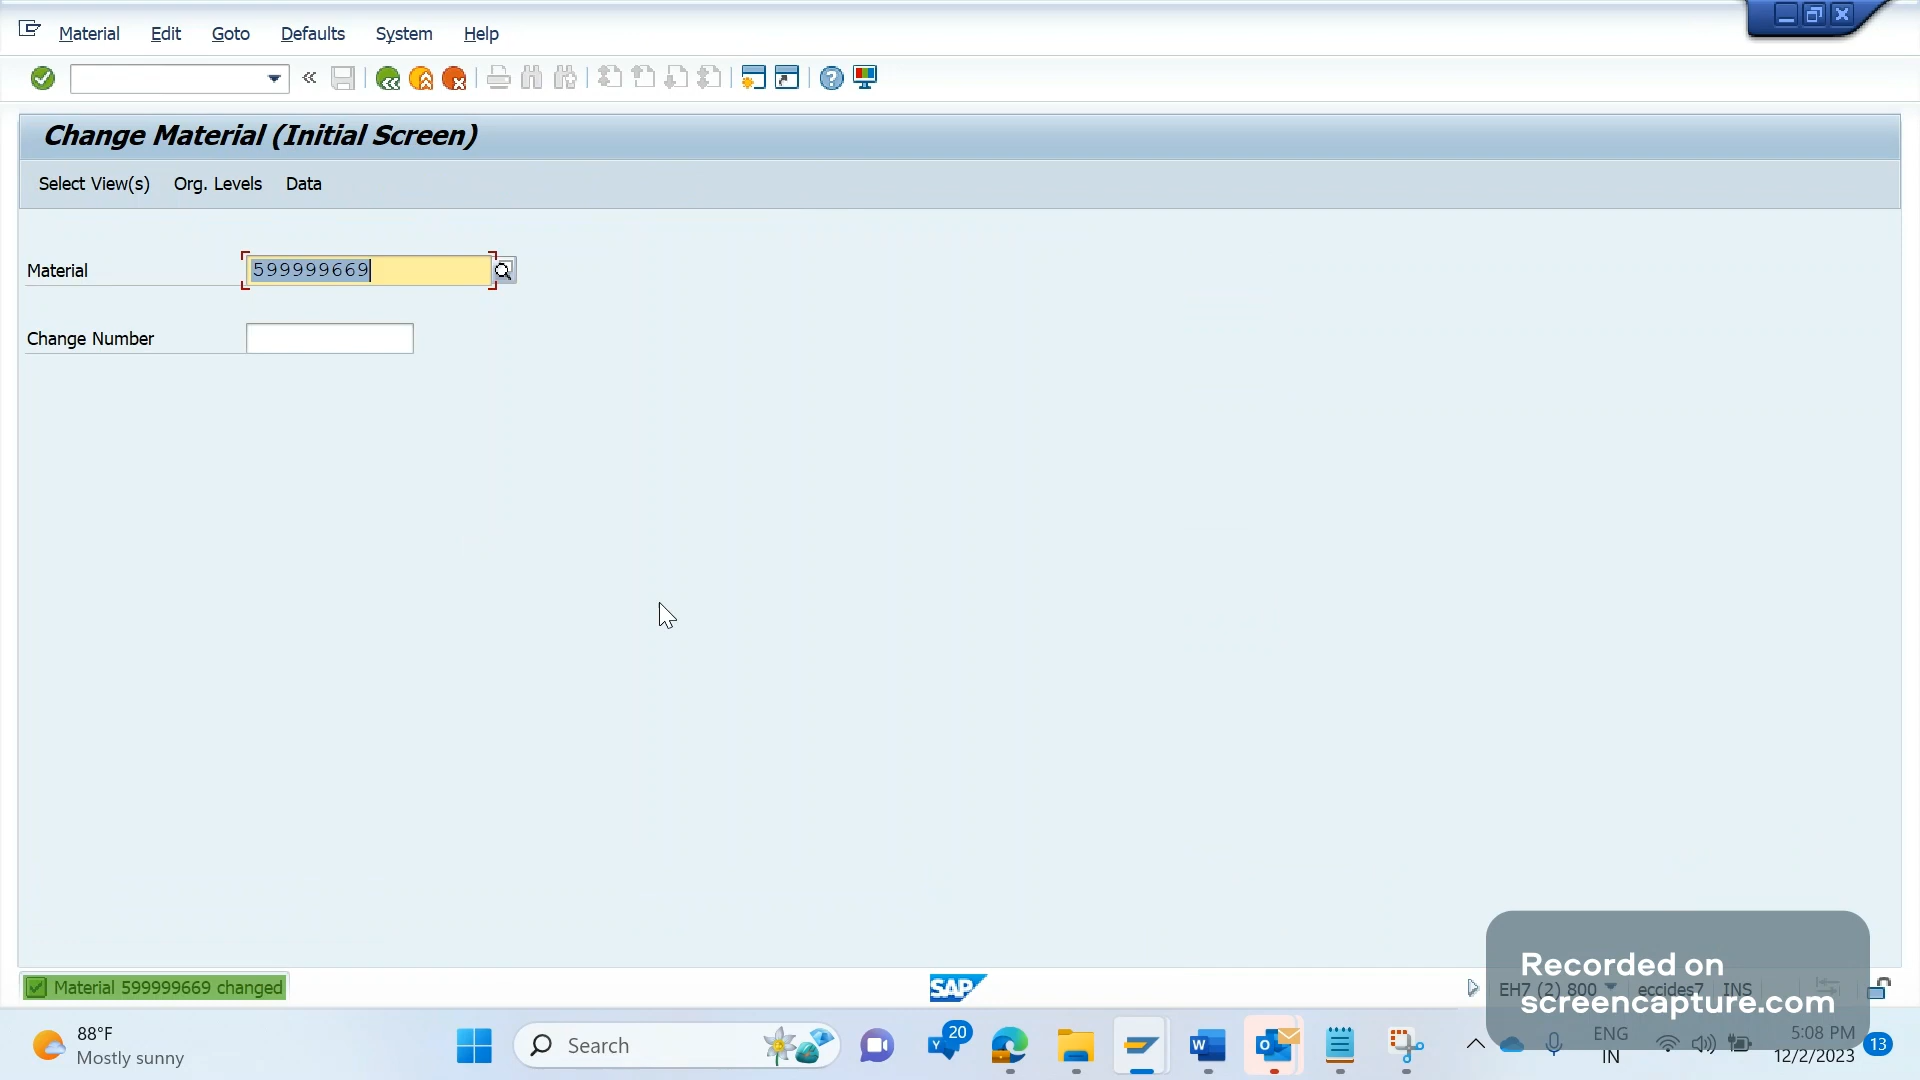 Material Edit Goto Defaults System Help
Change Material (Initial Screen)
Select View(s) Org. Levels Data
Material 599999669
Change Number
Material 599999669 changed
SAP
EH7 (2) 800 eccides7 INS
Recorded on
screencapture.com
88°F
Mostly sunny
Search
20
ENG
IN
5:08 PM
12/2/2023
13